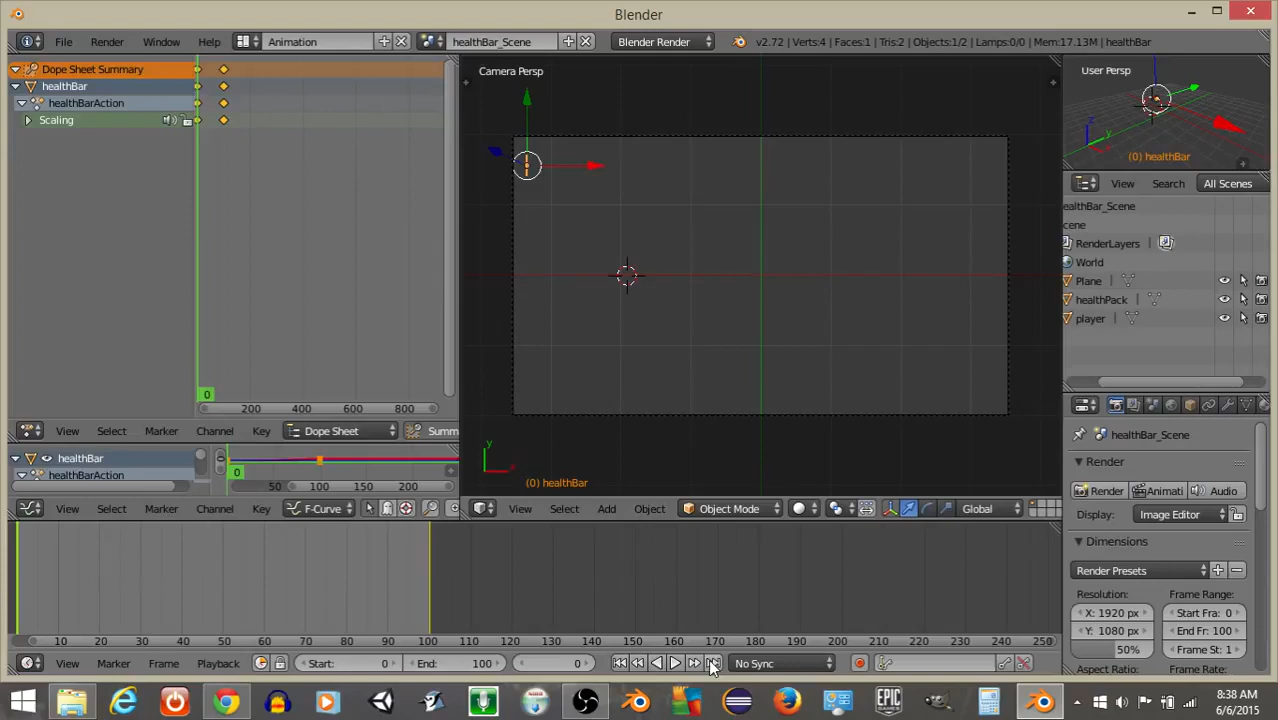 Blender
File Render Window Help Animation healthBar_Scene Blender Render v2.72 | Verts:4 | Faces:1 | Tris:2 | Objects:1/2 | Lamps:0/0 | Mem:17.13M | healthBar
Dope Sheet Summary
healthBar
healthBarAction
Scaling
0
200 400 600 800
View Select Marker Channel Key Dope Sheet Summ
healthBar
healthBarAction
0
50 100 150 200
View Select Marker Channel Key F-Curve
Camera Persp
y
(0) healthBar
View Select Add Object Object Mode Global
User Persp
z
y
(0) healthBar
View Search All Scenes
ealthBar_Scene
cene
RenderLayers
World
Plane
healthPack
player
healthBar_Scene
Render
Render Animati Audio
Display: Image Editor
Dimensions
Render Presets
Resolution: Frame Range:
X: 1920 px Start Fra: 0
Y: 1080 px End Fr: 100
50% Frame St: 1
Aspect Ratio:
10 20 30 40 50 60 70 80 90 100 110 120 130 140 150 160 170 180 190 200 210 220 230 240 250
View Marker Frame Playback Start: 0 End: 100 0 No Sync
EPIC GAMES
8:38 AM
6/6/2015